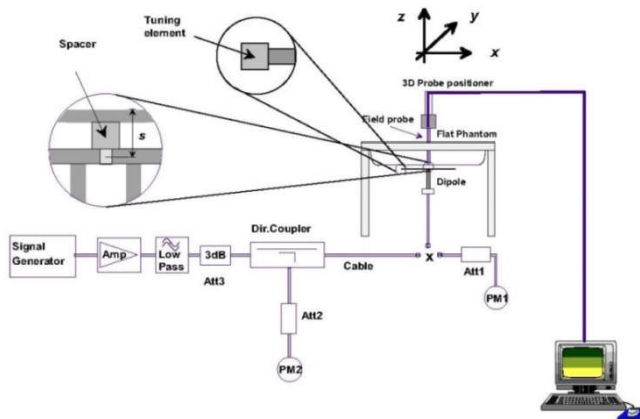 Tuning
element
Spacer
s
z
y
x
3D Probe positioner
Field probe
Flat Phantom
Dipole
Signal
Generator
Amp
Low
Pass
3dB
Att3
Dir.Coupler
Cable
x
Att1
PM1
Att2
PM2